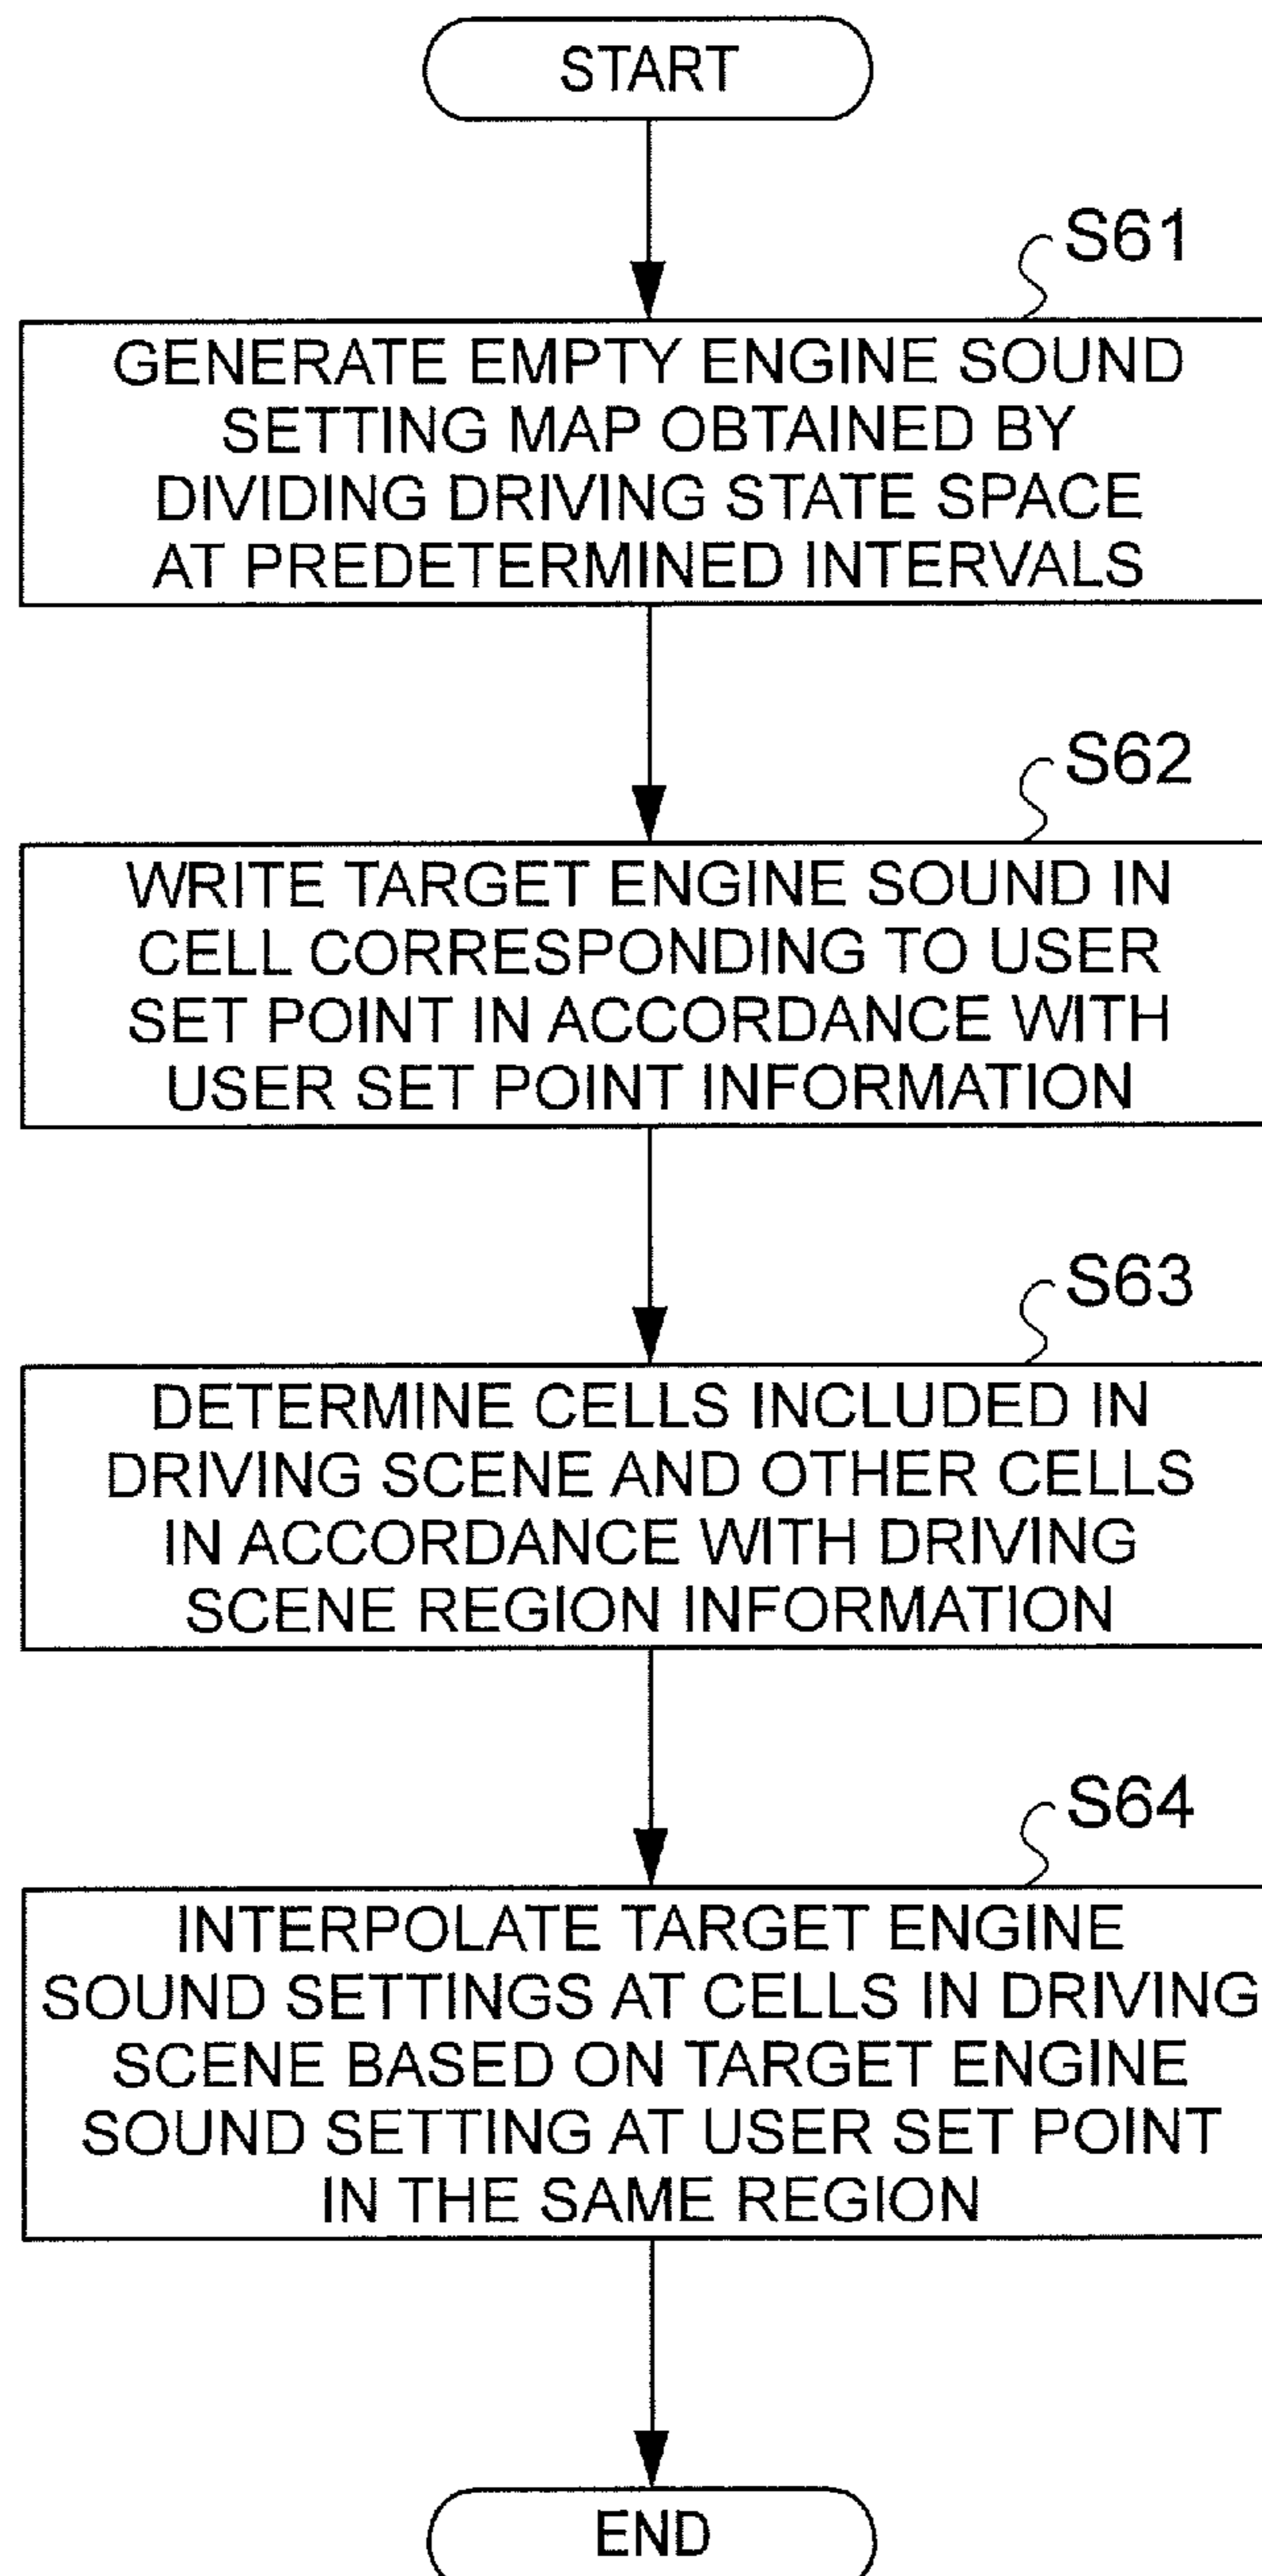 START
S61
GENERATE EMPTY ENGINE SOUND
SETTING MAP OBTAINED BY
DIVIDING DRIVING STATE SPACE
AT PREDETERMINED INTERVALS
S62
WRITE TARGET ENGINE SOUND IN
CELL CORRESPONDING TO USER
SET POINT IN ACCORDANCE WITH
USER SET POINT INFORMATION
S63
DETERMINE CELLS INCLUDED IN
DRIVING SCENE AND OTHER CELLS
IN ACCORDANCE WITH DRIVING
SCENE REGION INFORMATION
S64
INTERPOLATE TARGET ENGINE
SOUND SETTINGS AT CELLS IN DRIVING
SCENE BASED ON TARGET ENGINE
SOUND SETTING AT USER SET POINT
IN THE SAME REGION
END